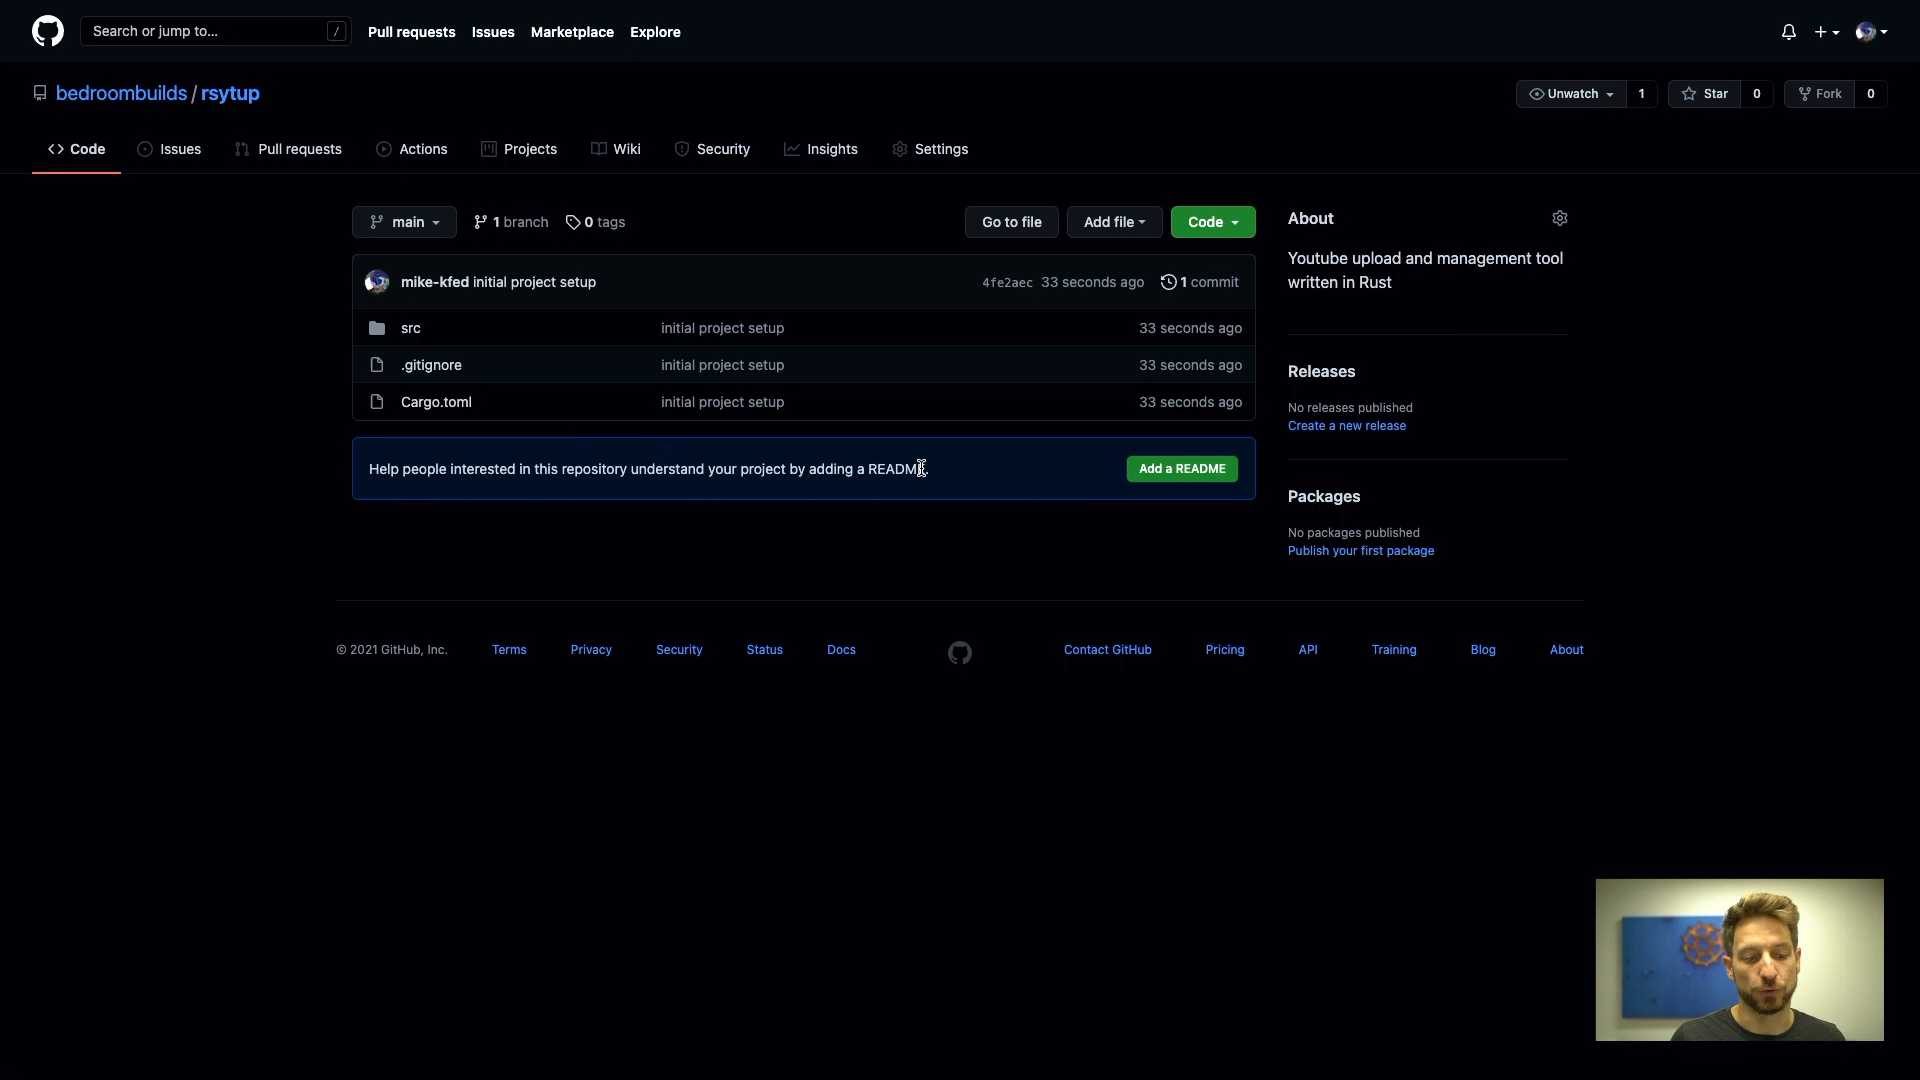 Search or jump to... / Pull requests Issues Marketplace Explore
bedroombuilds / rsytup Unwatch 1 Star 0 Fork 0
Code Issues Pull requests Actions Projects Wiki Security Insights Settings
main 1 branch 0 tags Go to file Add file Code
About
Youtube upload and management tool
written in Rust
mike-kfed initial project setup 4fe2aec 33 seconds ago 1 commit
src initial project setup 33 seconds ago
.gitignore initial project setup 33 seconds ago
Cargo.toml initial project setup 33 seconds ago
Help people interested in this repository understand your project by adding a README. Add a README
Releases
No releases published
Create a new release
Packages
No packages published
Publish your first package
© 2021 GitHub, Inc. Terms Privacy Security Status Docs Contact GitHub Pricing API Training Blog About